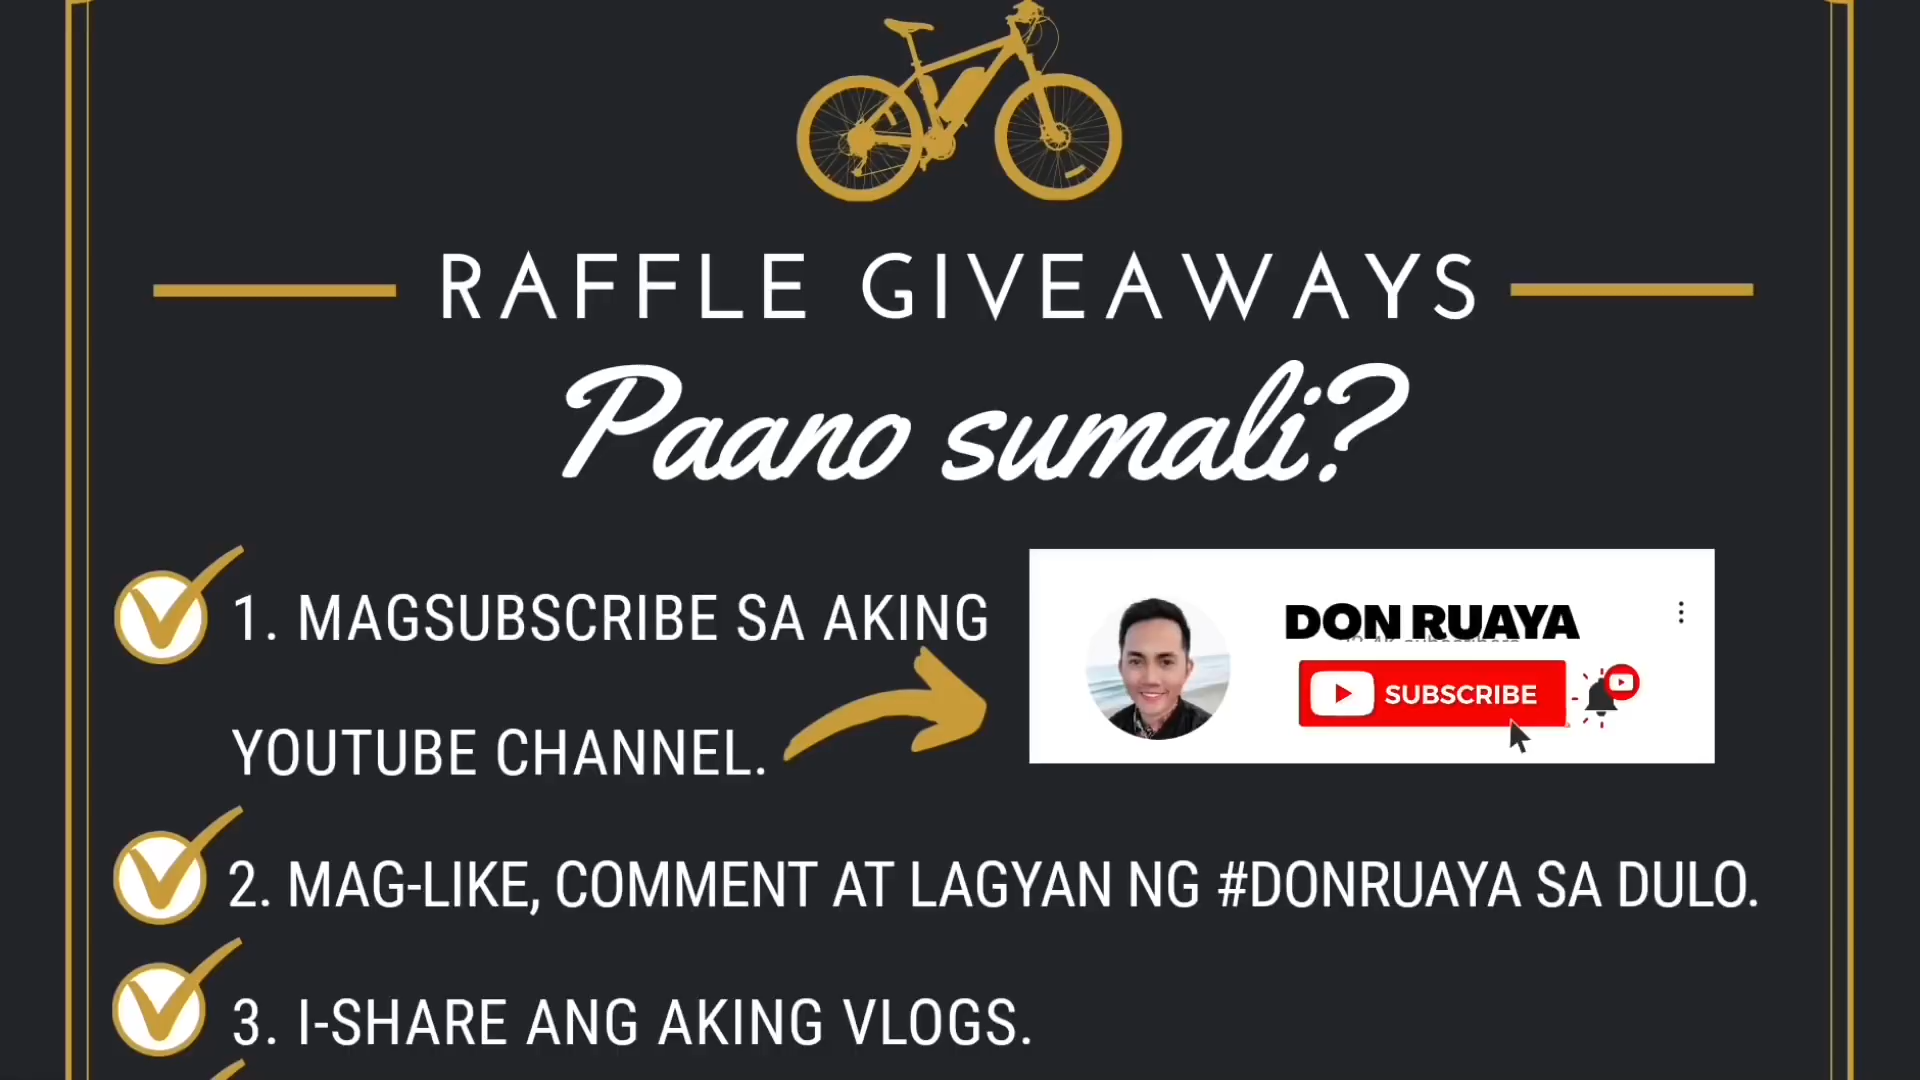 RAFFLE GIVEAWAYS
Paano sumali?
1. MAGSUBSCRIBE SA AKING
YOUTUBE CHANNEL.
DON RUAYA
SUBSCRIBE
2. MAG-LIKE, COMMENT AT LAGYAN NG #DONRUAYA SA DULO.
3. I-SHARE ANG AKING VLOGS.